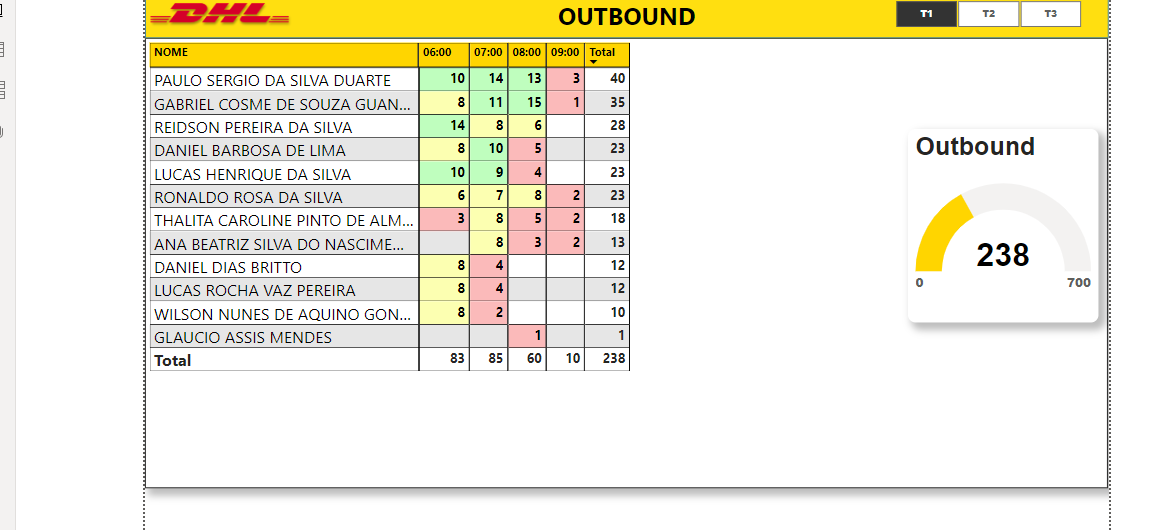 DHL OUTBOUND T1 T2 T3
NOME 06:00 07:00 08:00 09:00 Total
PAULO SERGIO DA SILVA DUARTE 10 14 13 3 40
GABRIEL COSME DE SOUZA GUAN... 8 11 15 1 35
REIDSON PEREIRA DA SILVA 14 8 6 28
DANIEL BARBOSA DE LIMA 8 10 5 23
LUCAS HENRIQUE DA SILVA 10 9 4 23
RONALDO ROSA DA SILVA 6 7 8 2 23
THALITA CAROLINE PINTO DE ALM... 3 8 5 2 18
ANA BEATRIZ SILVA DO NASCIME... 8 3 2 13
DANIEL DIAS BRITTO 8 4 12
LUCAS ROCHA VAZ PEREIRA 8 4 12
WILSON NUNES DE AQUINO GON... 8 2 10
GLAUCIO ASSIS MENDES 1 1
Total 83 85 60 10 238
Outbound
238
0 700